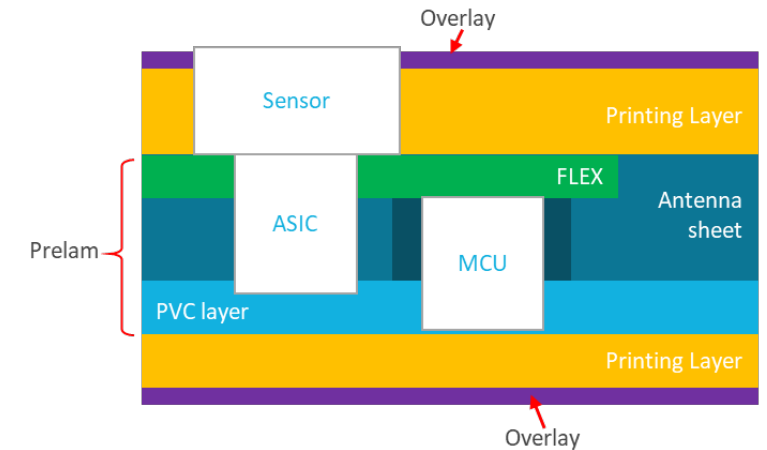 Overlay
Sensor
Printing Layer
FLEX
Antenna
sheet
ASIC
Prelam
MCU
PVC layer
Printing Layer
Overlay